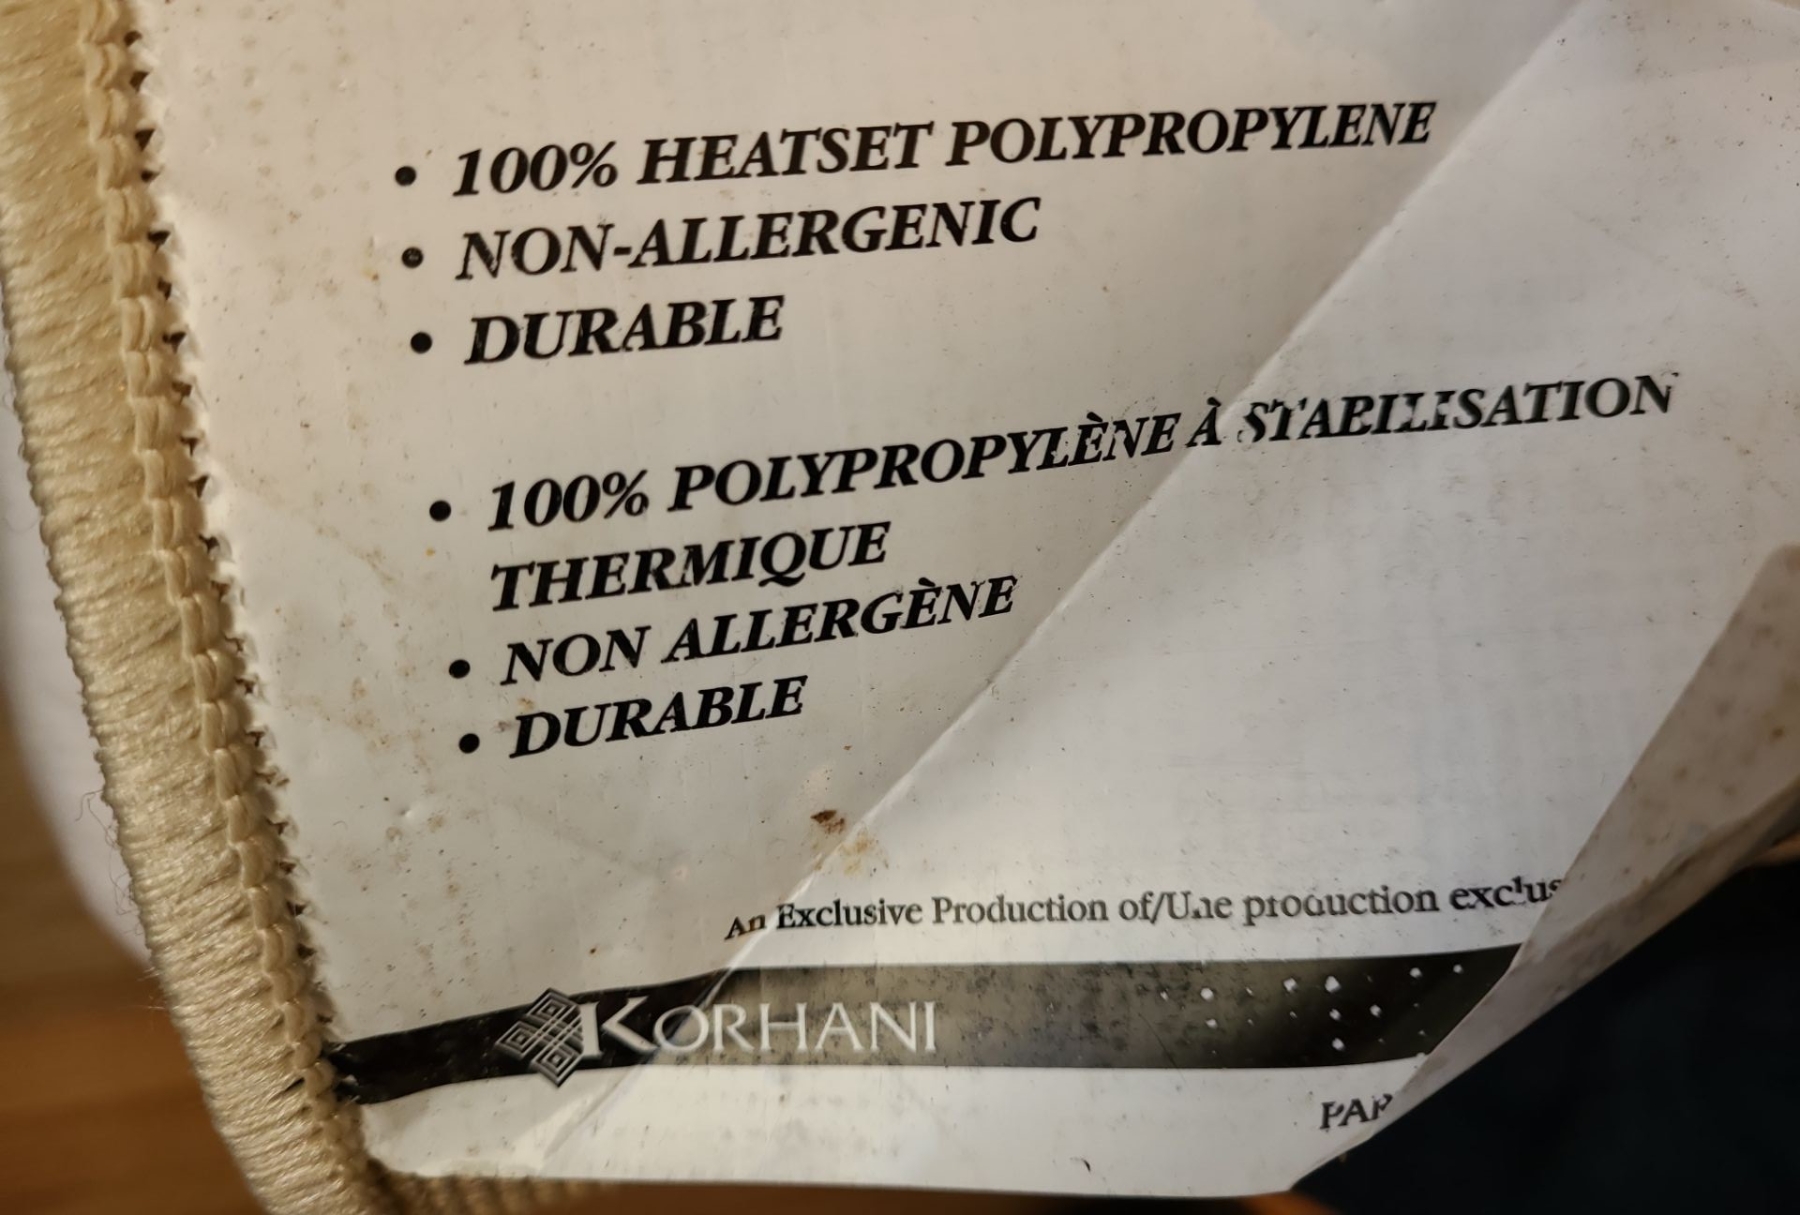 • 100% HEATSET POLYPROPYLENE
• NON-ALLERGENIC
• DURABLE
• 100% POLYPROPYLÈNE À STABILISATION
THERMIQUE
• NON ALLERGÈNE
• DURABLE
An Exclusive Production of/Une production exclus
KORHANI